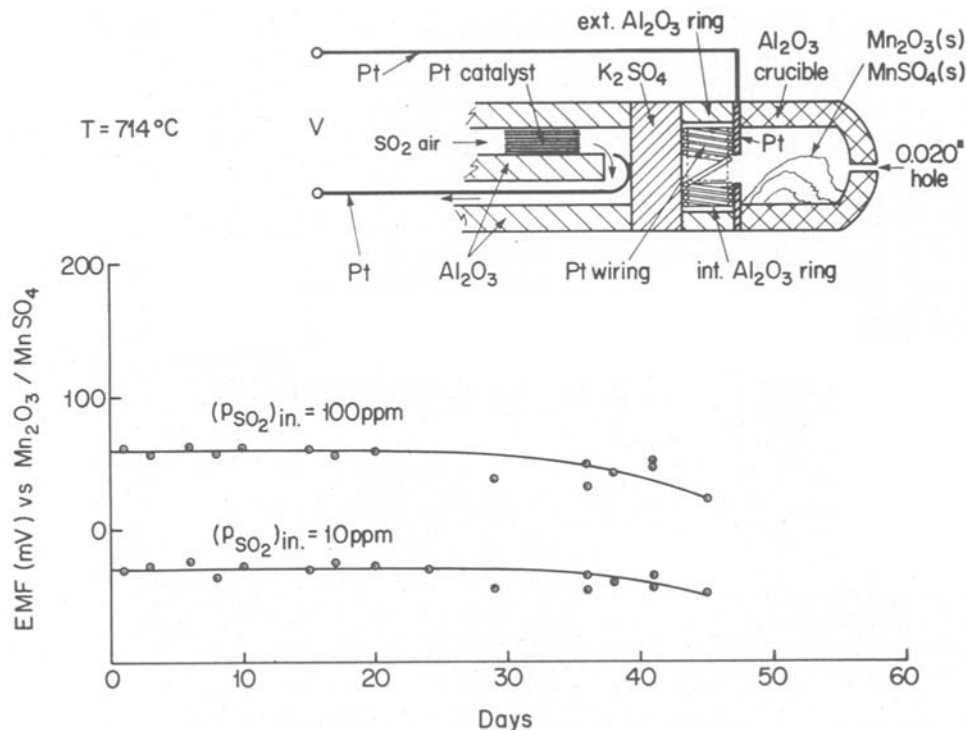 ext. Al2O3 ring
Al2O3
crucible
Mn2O3(s)
MnSO4(s)
Pt
Pt catalyst
K2SO4
T = 714°C
V
SO2 air
Pt
0.020"
hole
Pt
Al2O3
Pt wiring
int. Al2O3 ring
EMF (mV) vs Mn2O3 / MnSO4
200
100
0
(PSO2)in. = 100ppm
(PSO2)in. = 10ppm
0
10
20
30
40
50
60
Days